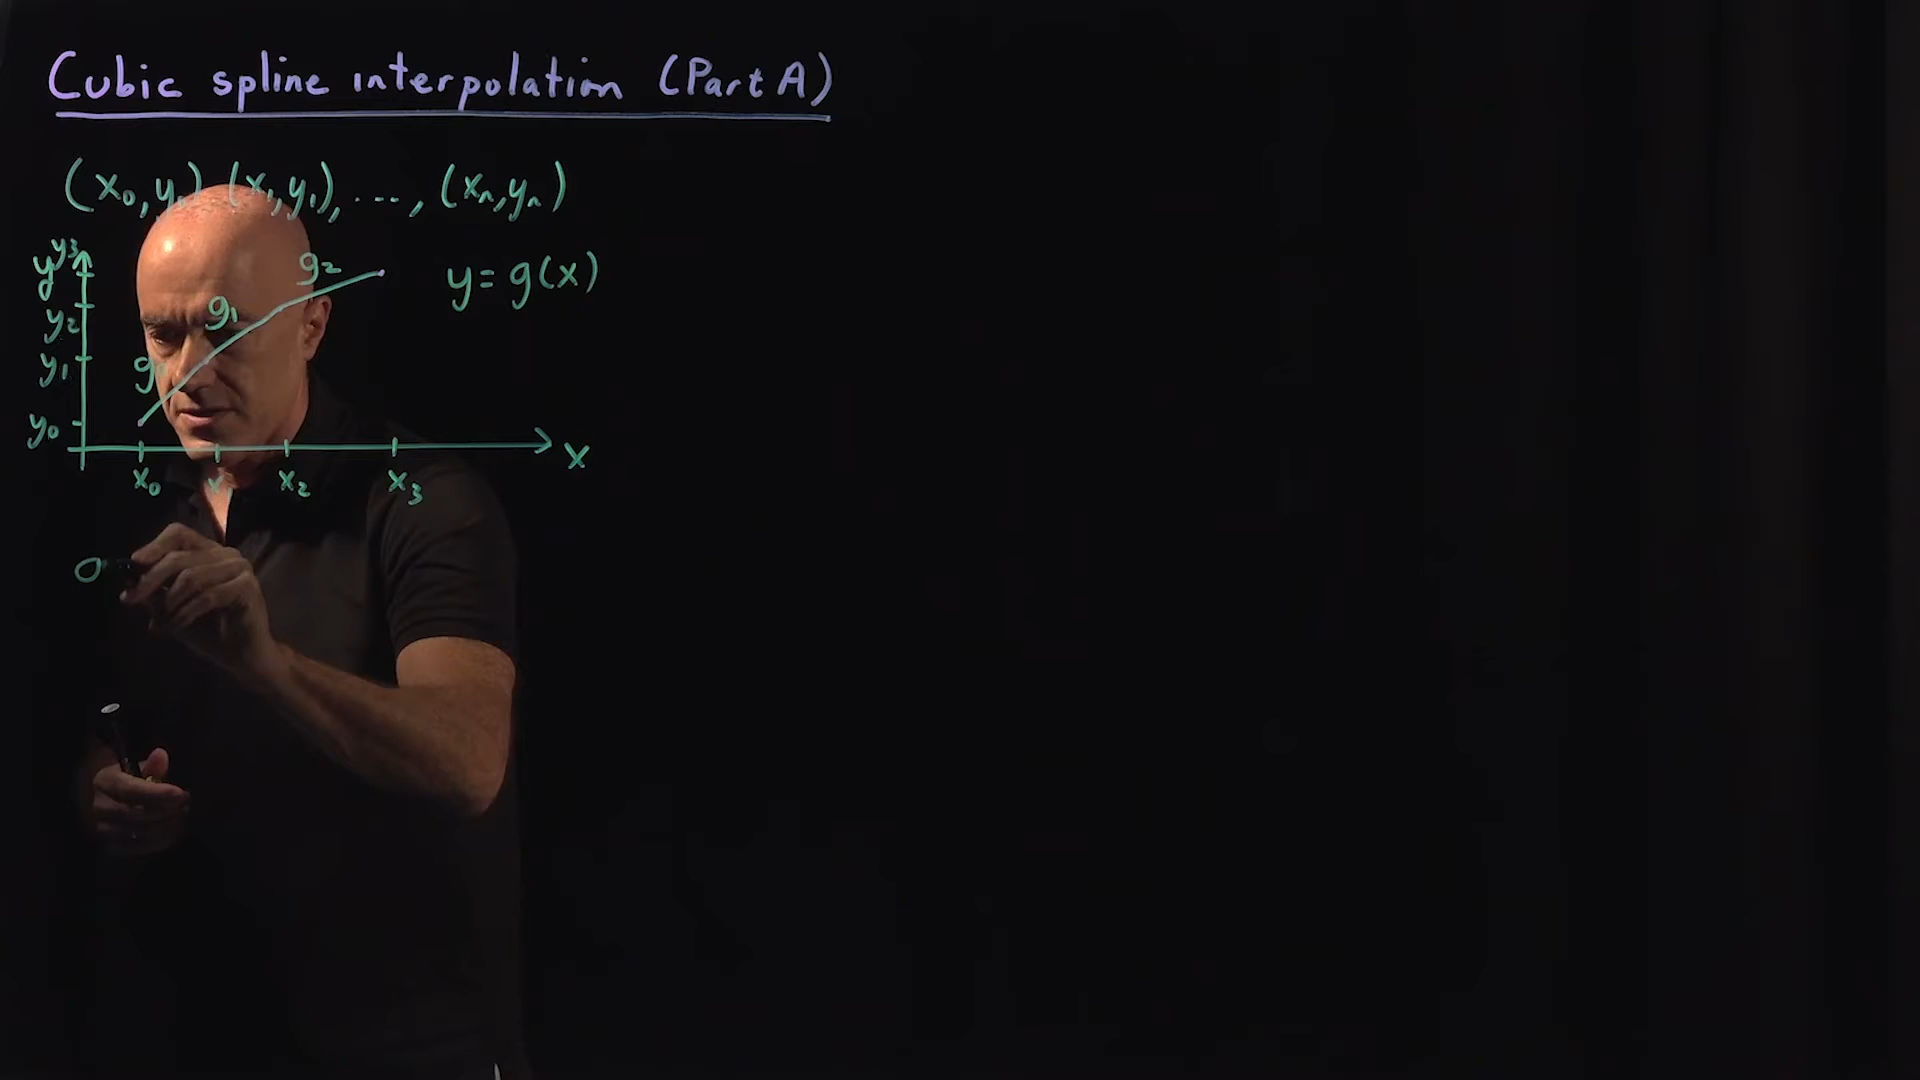 Cubic spline interpolation (Part A)
(x₀,y₀) (x₁,y₁), ..., (xₙ,yₙ)
y₃
y
g₂
y = g(x)
g₁
y₂
y₁
g
y₀
x
x₀ x x₂ x₃